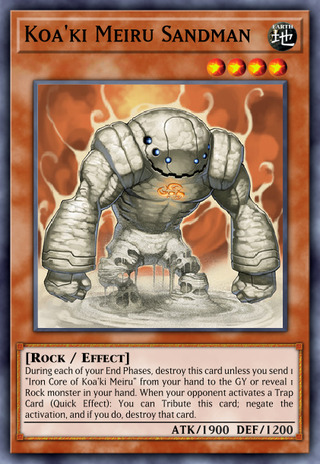 Koa'ki Meiru Sandman
EARTH
地
[Rock / Effect]
During each of your End Phases, destroy this card unless you send 1
"Iron Core of Koa'ki Meiru" from your hand to the GY or reveal 1
Rock monster in your hand. When your opponent activates a Trap
Card (Quick Effect): You can Tribute this card; negate the
activation, and if you do, destroy that card.
ATK/1900 DEF/1200